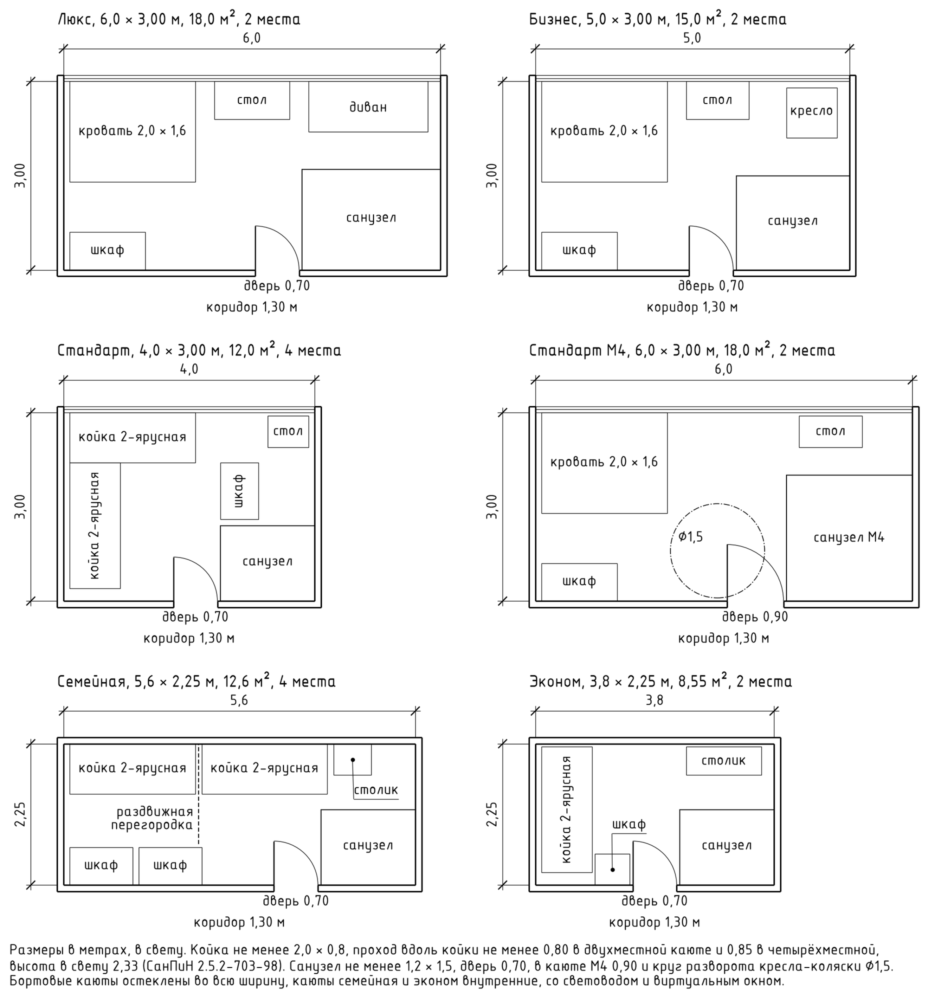 Люкс, 6,0 × 3,00 м, 18,0 м², 2 места
6,0
3,00
кровать 2,0 × 1,6
стол
диван
шкаф
санузел
дверь 0,70
коридор 1,30 м
Бизнес, 5,0 × 3,00 м, 15,0 м², 2 места
5,0
3,00
кровать 2,0 × 1,6
стол
кресло
шкаф
санузел
дверь 0,70
коридор 1,30 м
Стандарт, 4,0 × 3,00 м, 12,0 м², 4 места
4,0
3,00
койка 2-ярусная
стол
койка 2-ярусная
шкаф
санузел
дверь 0,70
коридор 1,30 м
Стандарт М4, 6,0 × 3,00 м, 18,0 м², 2 места
6,0
3,00
кровать 2,0 × 1,6
стол
Ø1,5
санузел М4
шкаф
дверь 0,90
коридор 1,30 м
Семейная, 5,6 × 2,25 м, 12,6 м², 4 места
5,6
2,25
койка 2-ярусная
койка 2-ярусная
столик
раздвижная
перегородка
шкаф
шкаф
санузел
дверь 0,70
коридор 1,30 м
Эконом, 3,8 × 2,25 м, 8,55 м², 2 места
3,8
2,25
койка 2-ярусная
столик
шкаф
санузел
дверь 0,70
коридор 1,30 м
Размеры в метрах, в свету. Койка не менее 2,0 × 0,8, проход вдоль койки не менее 0,80 в двухместной каюте и 0,85 в четырёхместной,
высота в свету 2,33 (СанПиН 2.5.2-703-98). Санузел не менее 1,2 × 1,5, дверь 0,70, в каюте М4 0,90 и круг разворота кресла-коляски Ø1,5.
Бортовые каюты остеклены во всю ширину, каюты семейная и эконом внутренние, со световодом и виртуальным окном.